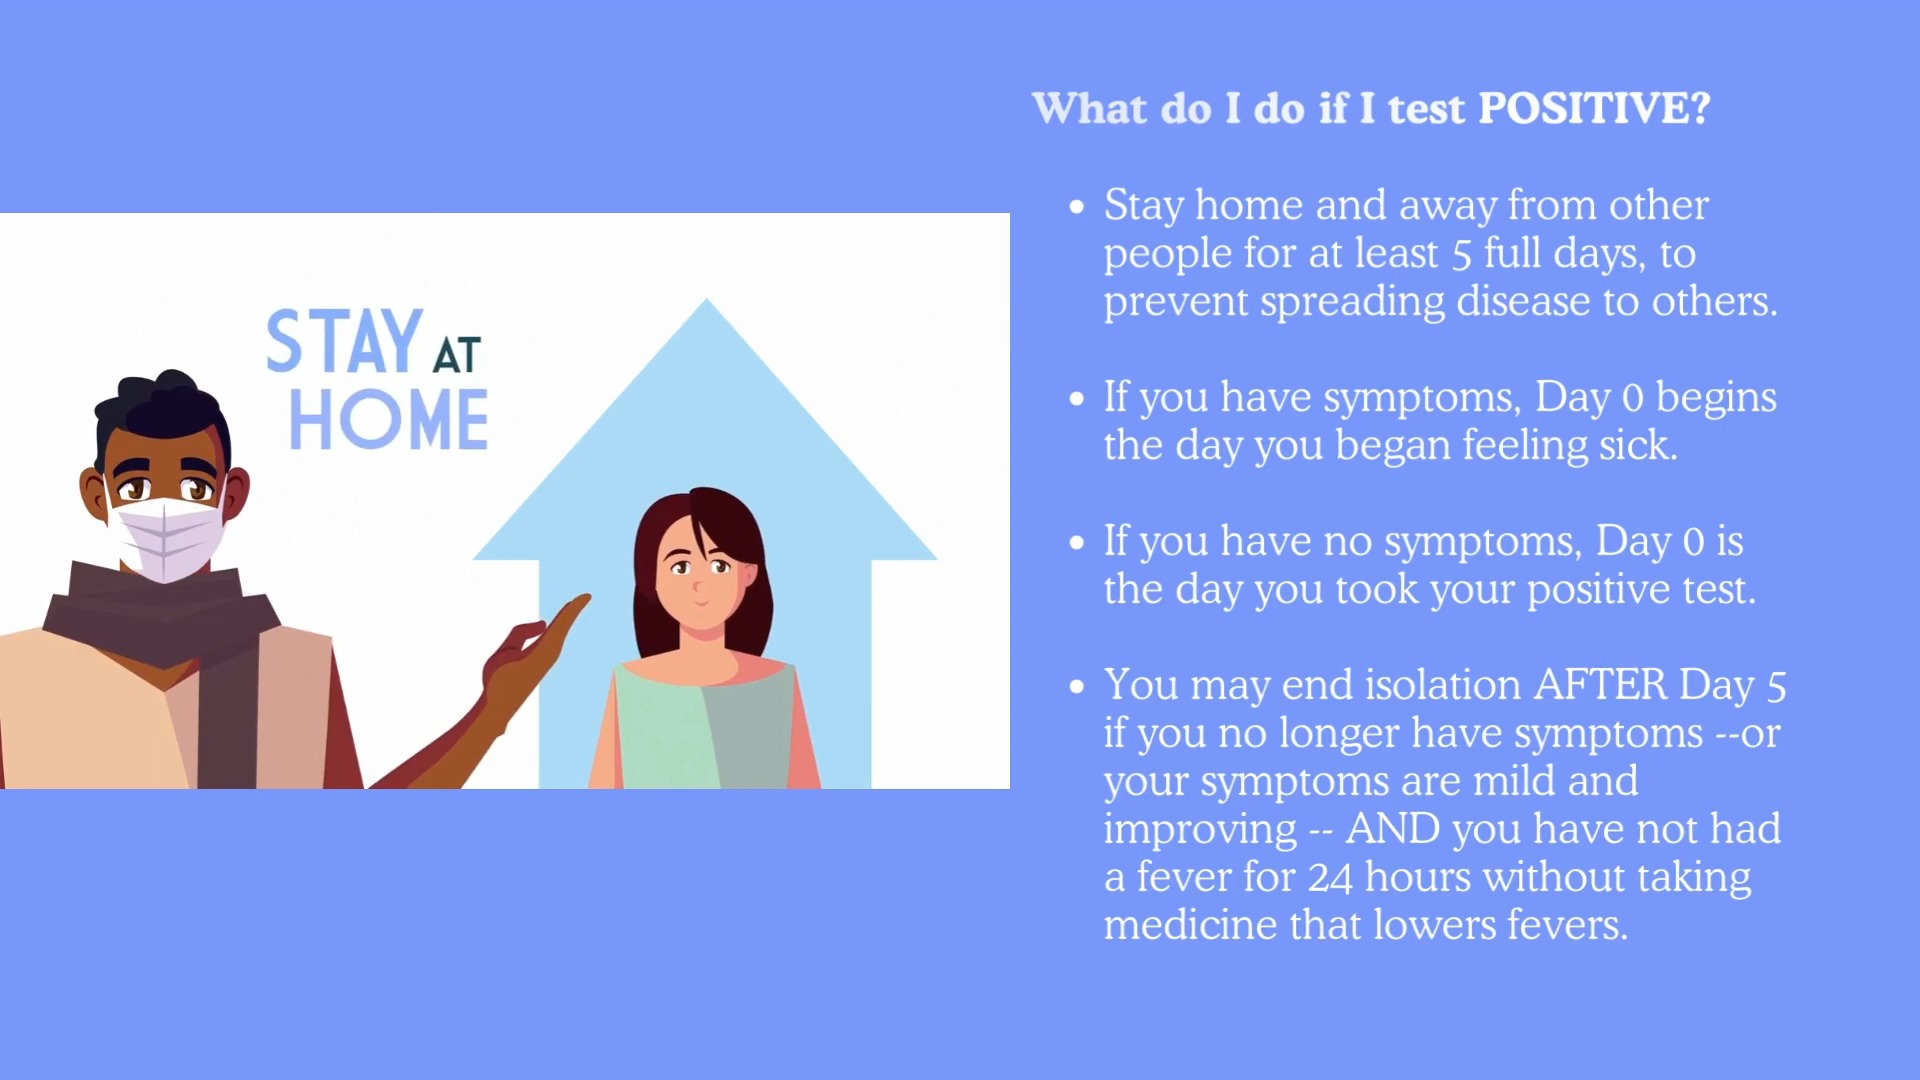 STAY AT
HOME
What do I do if I test POSITIVE?
• Stay home and away from other
people for at least 5 full days, to
prevent spreading disease to others.
• If you have symptoms, Day 0 begins
the day you began feeling sick.
• If you have no symptoms, Day 0 is
the day you took your positive test.
• You may end isolation AFTER Day 5
if you no longer have symptoms --or
your symptoms are mild and
improving -- AND you have not had
a fever for 24 hours without taking
medicine that lowers fevers.